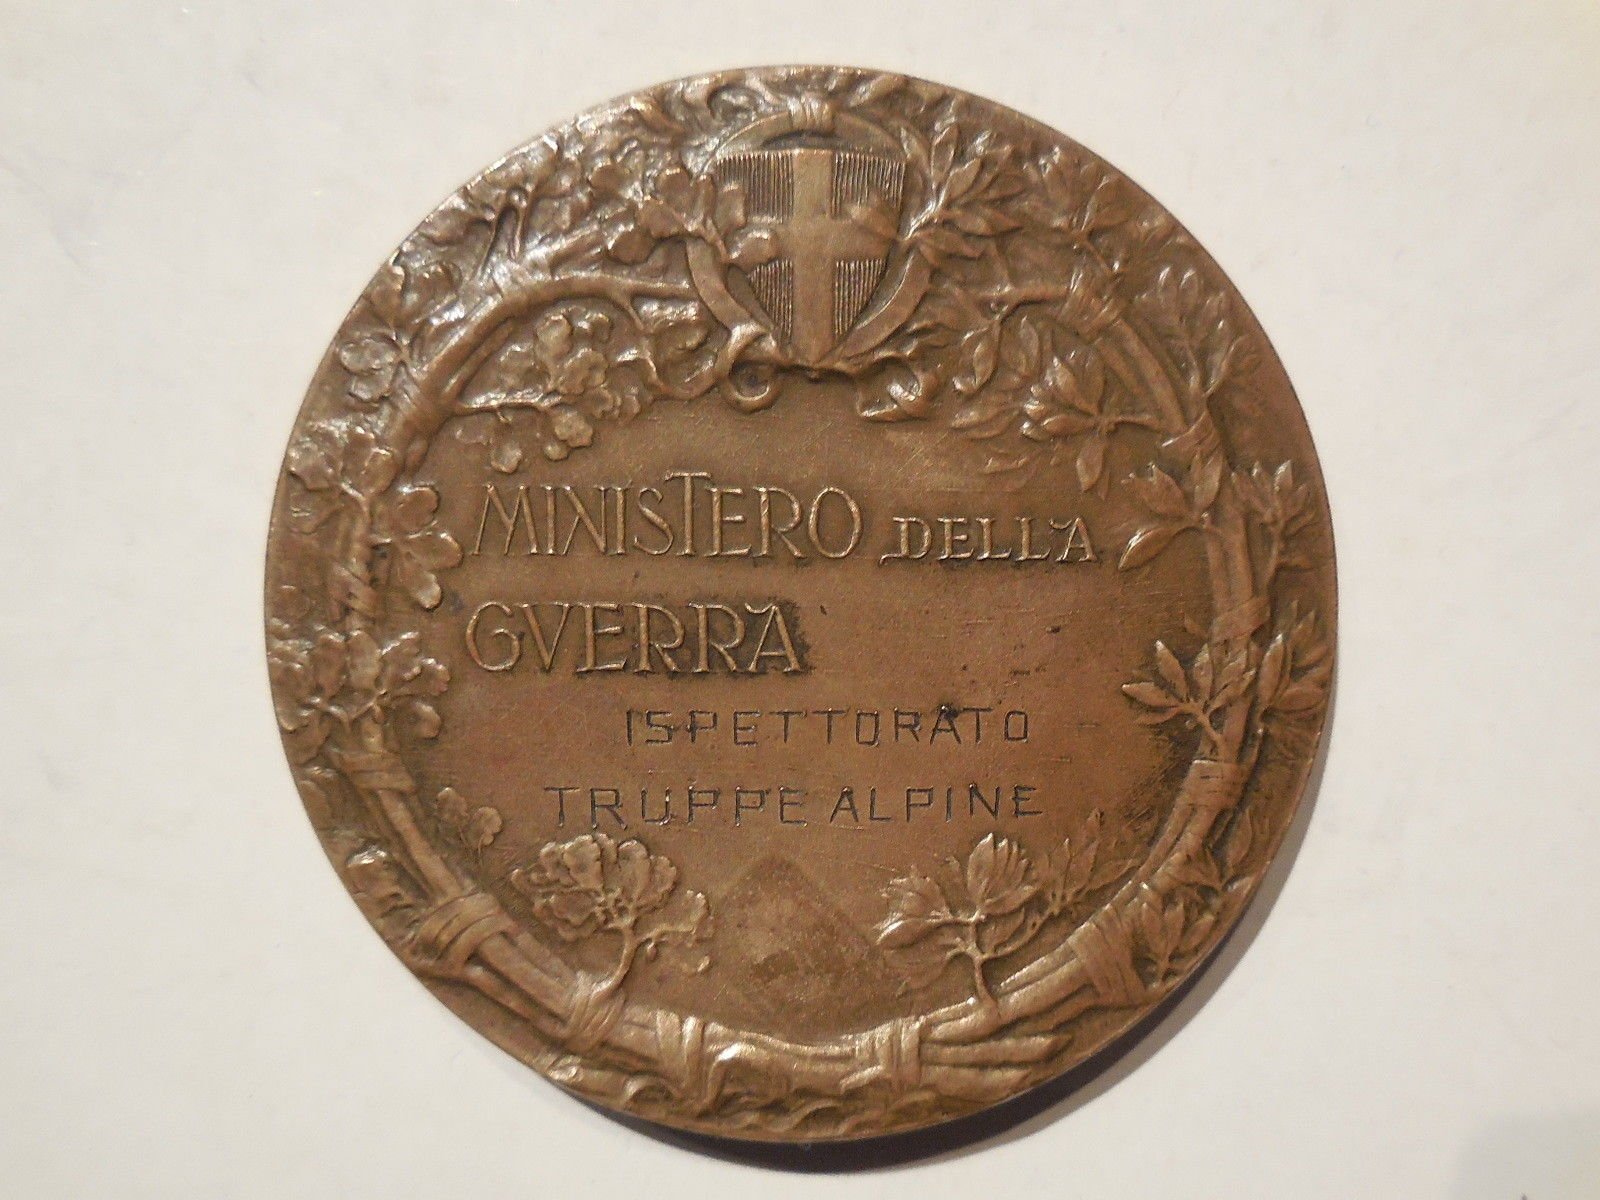 MINISTERO DELLA
GVERRA
ISPETTORATO
TRUPPE ALPINE